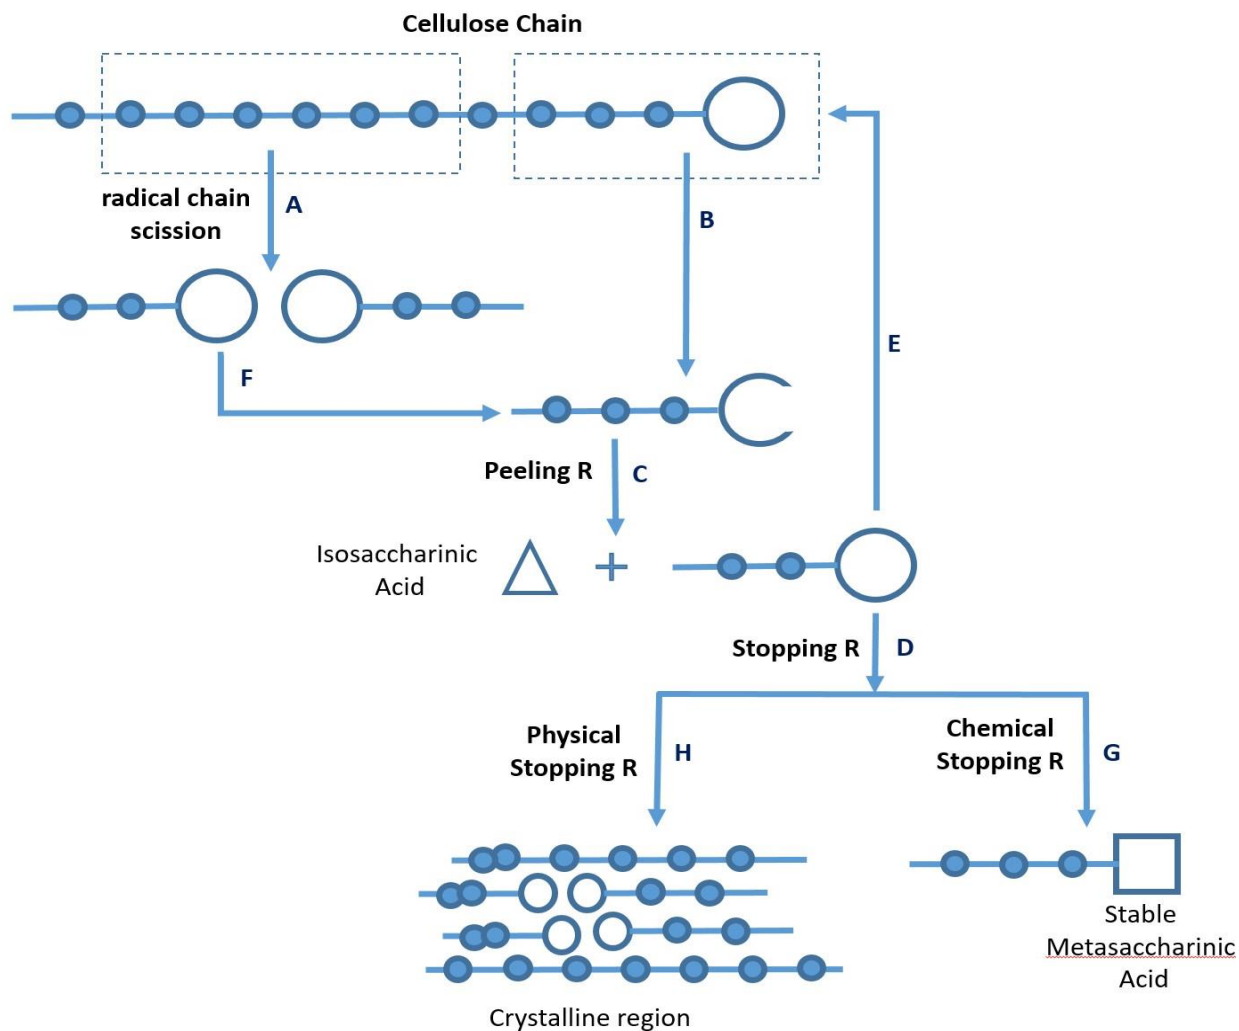 Cellulose Chain
radical chain
scission
A
B
E
F
Peeling R
C
Isosaccharinic
Acid
+
Stopping R
D
Physical
Stopping R
H
Chemical
Stopping R
G
Stable
Metasaccharinic
Acid
Crystalline region